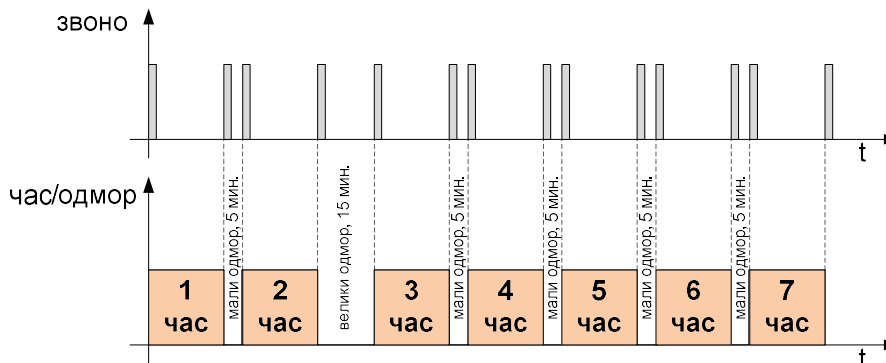 звоно
t
час/одмор
мали одмор, 5 мин.
велики одмор, 15 мин.
мали одмор, 5 мин.
мали одмор, 5 мин.
мали одмор, 5 мин.
мали одмор, 5 мин.
1
час
2
час
3
час
4
час
5
час
6
час
7
час
t